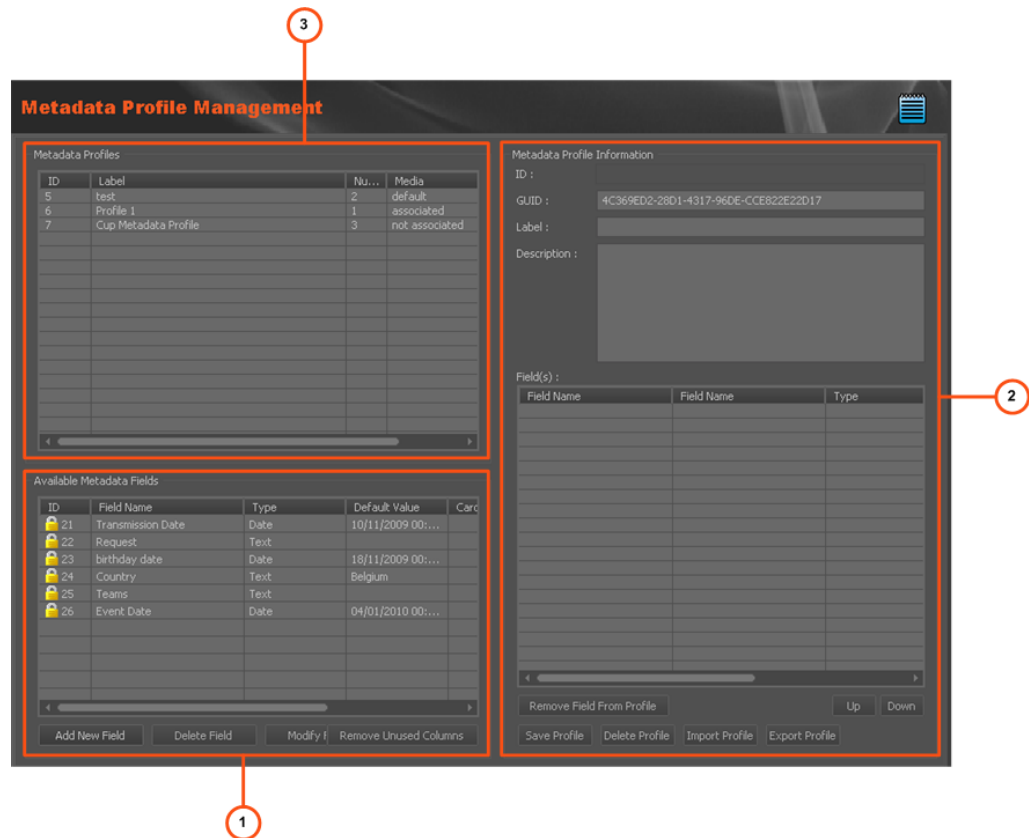 3
Metadata Profile Management
Metadata Profiles
ID Label Nu... Media
5 test 2 default
6 Profile 1 1 associated
7 Cup Metadata Profile 3 not associated
Available Metadata Fields
ID Field Name Type Default Value Card
21 Transmission Date Date 10/11/2009 00:...
22 Request Text
23 birthday date Date 18/11/2009 00:...
24 Country Text Belgium
25 Teams Text
26 Event Date Date 04/01/2010 00:...
Add New Field Delete Field Modify F Remove Unused Columns
1
Metadata Profile Information
ID :
GUID : 4C369ED2-28D1-4317-96DE-CCE822E22D17
Label :
Description :
Field(s) :
Field Name Field Name Type
Remove Field From Profile Up Down
Save Profile Delete Profile Import Profile Export Profile
2